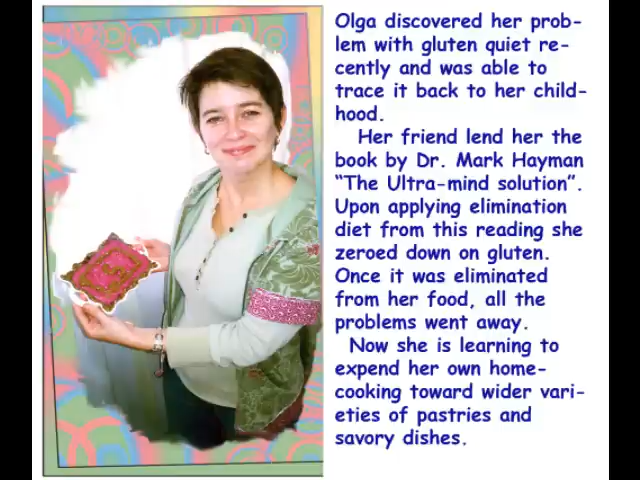 Olga discovered her prob-
lem with gluten quiet re-
cently and was able to
trace it back to her child-
hood.
Her friend lend her the
book by Dr. Mark Hayman
“The Ultra-mind solution”.
Upon applying elimination
diet from this reading she
zeroed down on gluten.
Once it was eliminated
from her food, all the
problems went away.
Now she is learning to
expend her own home-
cooking toward wider vari-
eties of pastries and
savory dishes.